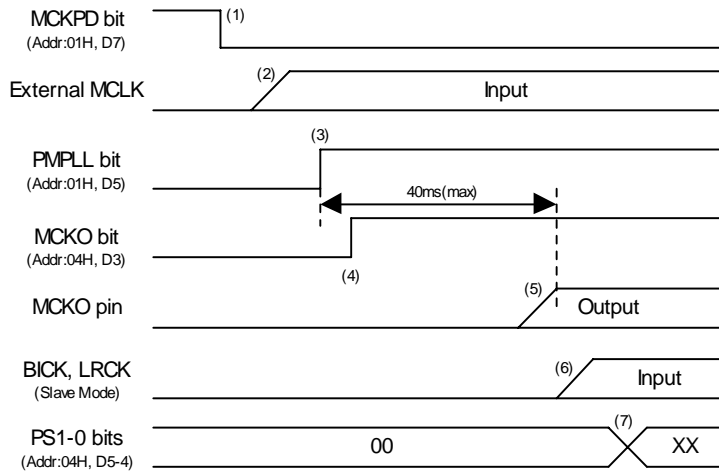 MCKPD bit
(Addr:01H, D7)
(1)
External MCLK
(2)
Input
PMPLL bit
(Addr:01H, D5)
(3)
40ms(max)
MCKO bit
(Addr:04H, D3)
(4)
MCKO pin
(5)
Output
BICK, LRCK
(Slave Mode)
(6)
Input
PS1-0 bits
(Addr:04H, D5-4)
00
(7)
XX